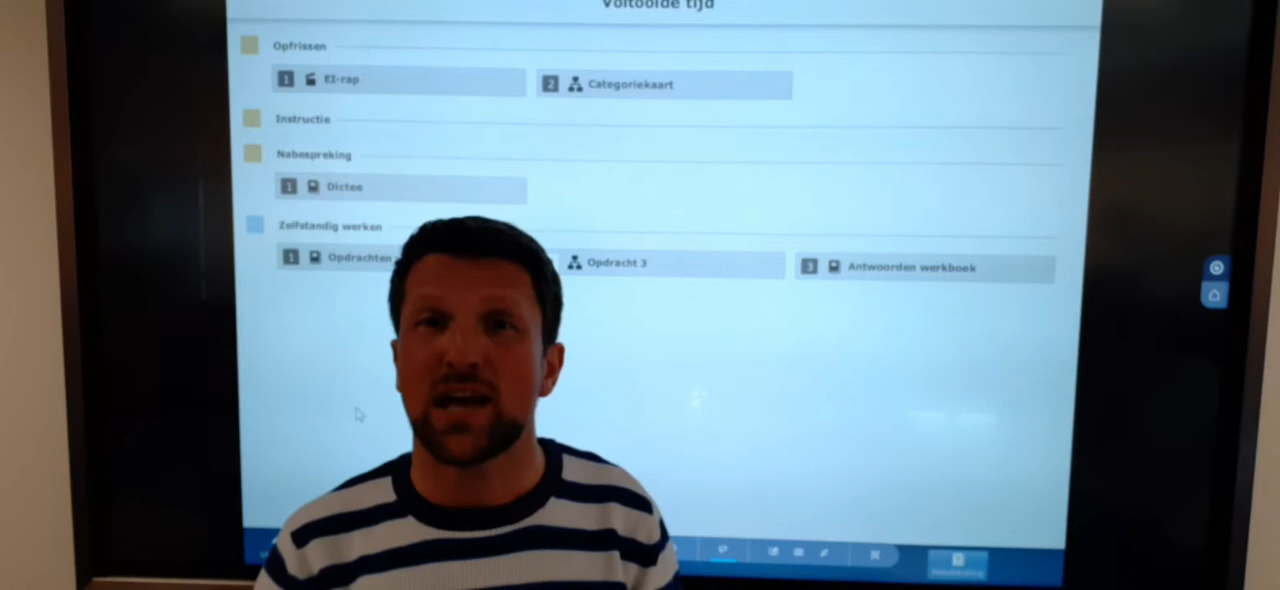 Voltooide tijd
Opfrissen
1 EI-rap
2 Categoriekaart
Instructie
Nabespreking
1 Dictee
Zelfstandig werken
1 Opdrachten
Opdracht 3
3 Antwoorden werkboek